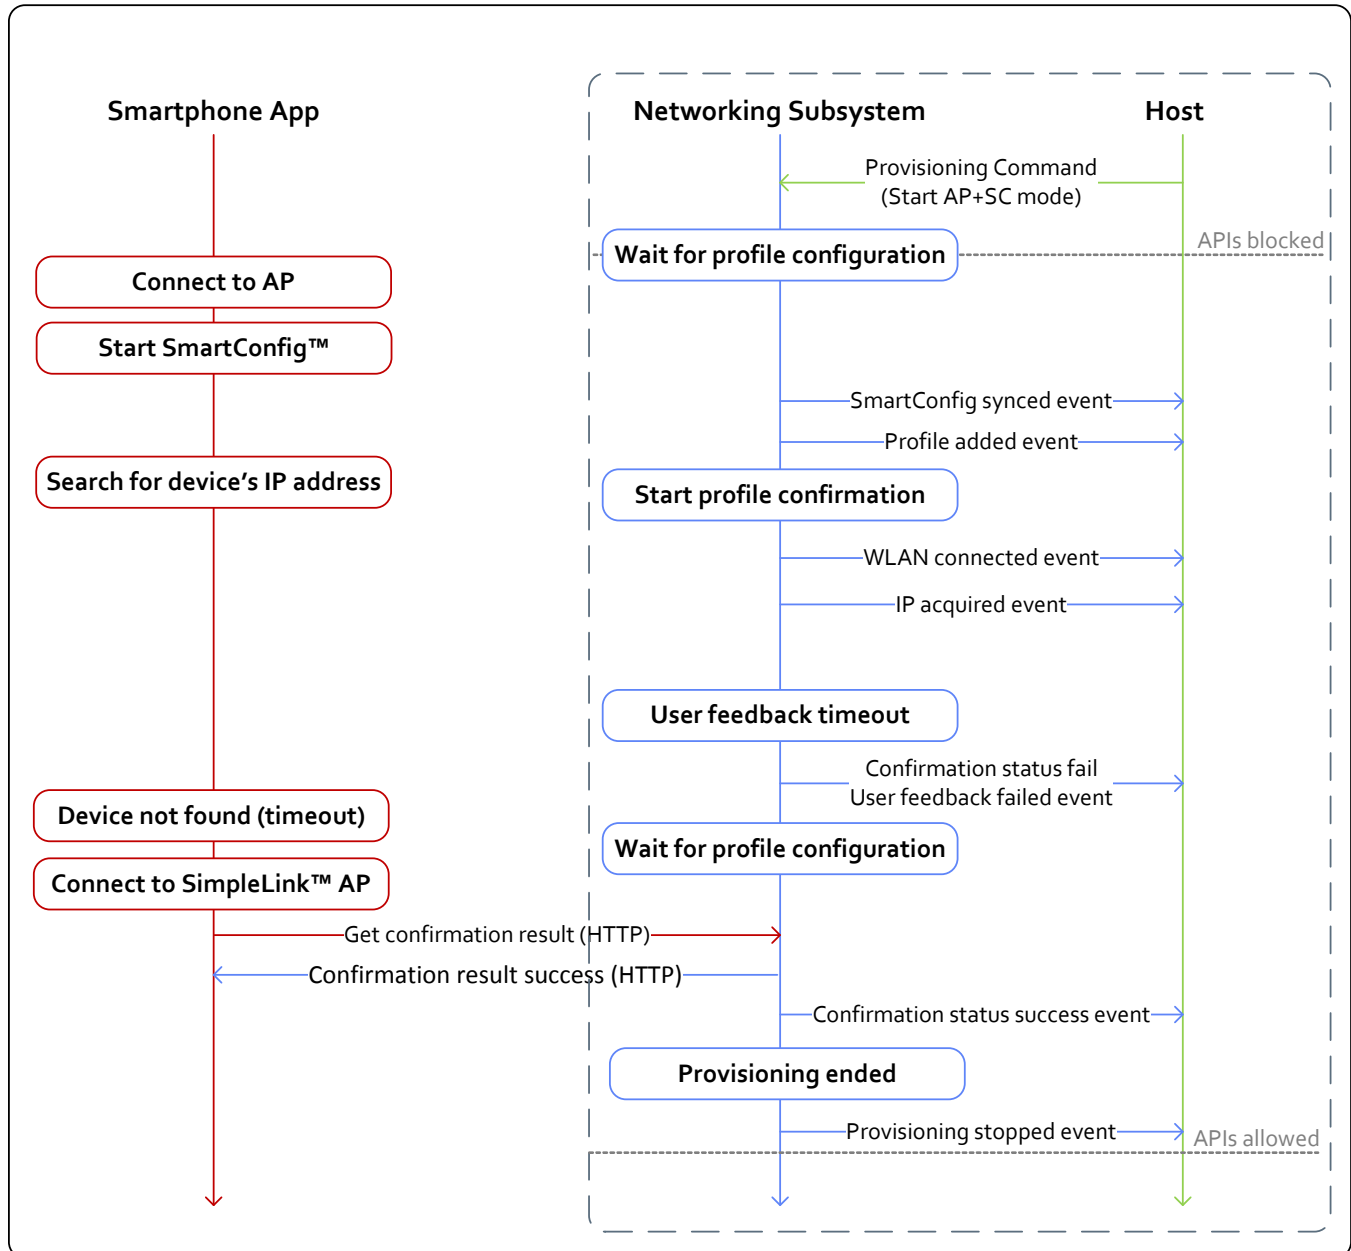 Smartphone App
Networking Subsystem
Host
Provisioning Command
(Start AP+SC mode)
APIs blocked
Wait for profile configuration
Connect to AP
Start SmartConfig™
SmartConfig synced event
Profile added event
Search for device’s IP address
Start profile confirmation
WLAN connected event
IP acquired event
User feedback timeout
Confirmation status fail
User feedback failed event
Device not found (timeout)
Wait for profile configuration
Connect to SimpleLink™ AP
Get confirmation result (HTTP)
Confirmation result success (HTTP)
Confirmation status success event
Provisioning ended
Provisioning stopped event
APIs allowed